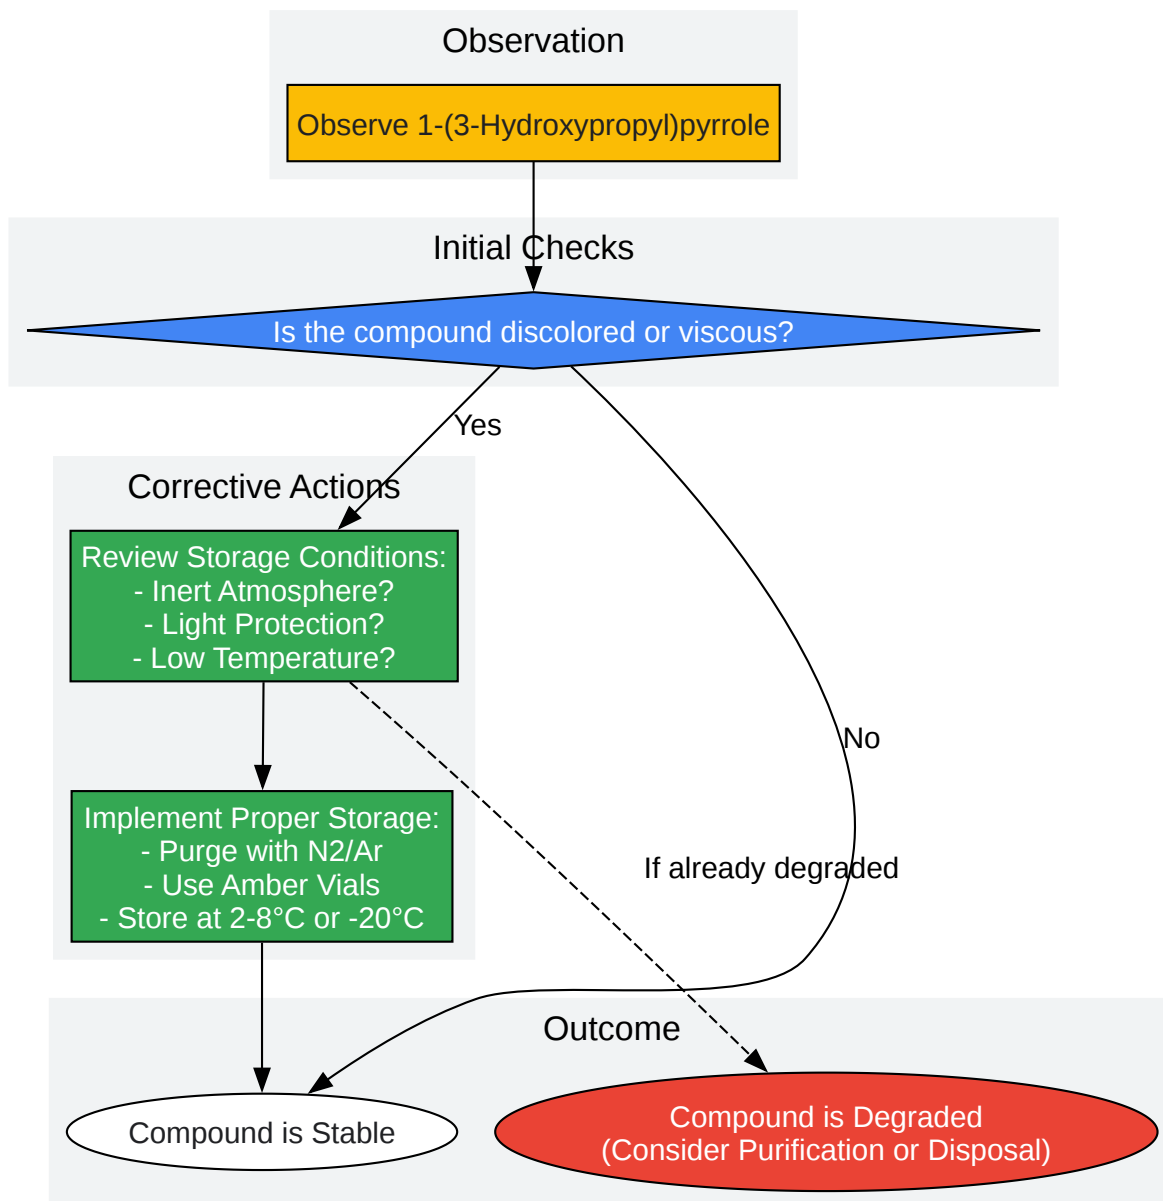 Observation
Observe 1-(3-Hydroxypropyl)pyrrole
Initial Checks
Is the compound discolored or viscous?
Yes
Corrective Actions
Review Storage Conditions:
- Inert Atmosphere?
- Light Protection?
- Low Temperature?
No
Implement Proper Storage:
- Purge with N2/Ar
- Use Amber Vials
- Store at 2-8°C or -20°C
If already degraded
Outcome
Compound is Stable
Compound is Degraded
(Consider Purification or Disposal)